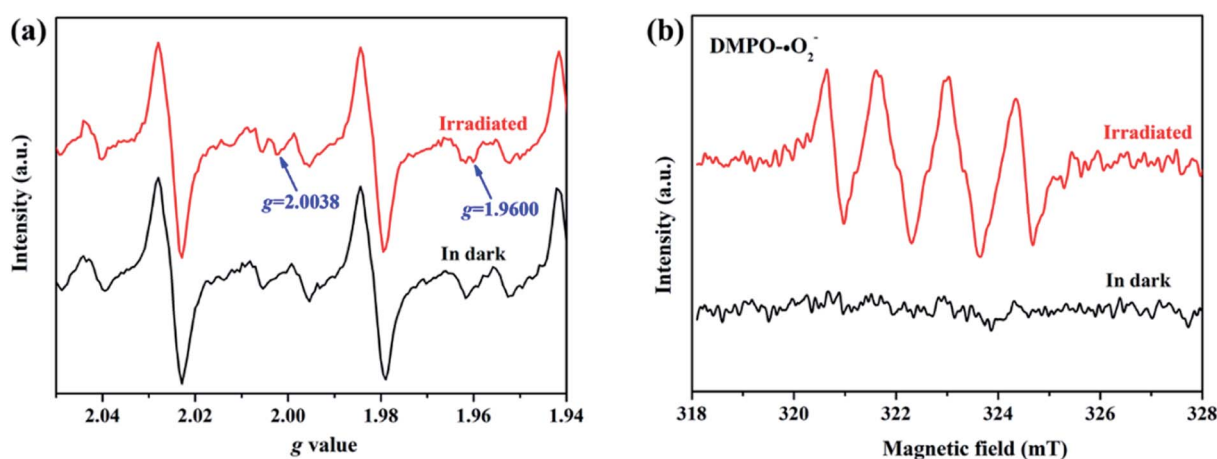 (a)
Irradiated
g=2.0038
g=1.9600
In dark
Intensity (a.u.)
2.04 2.02 2.00 1.98 1.96 1.94
g value
(b)
DMPO-•O₂⁻
Irradiated
In dark
Intensity (a.u.)
318 320 322 324 326 328
Magnetic field (mT)